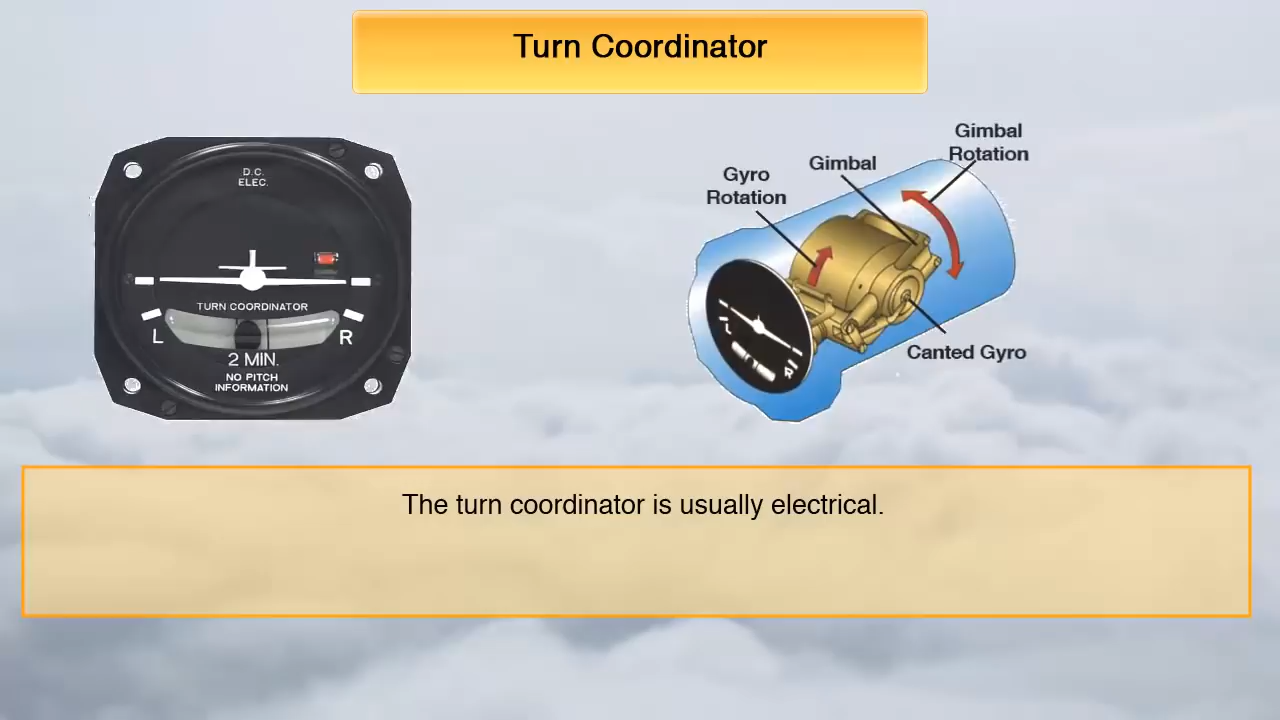 Turn Coordinator
D.C.
ELEC.
TURN COORDINATOR
L
R
2 MIN.
NO PITCH
INFORMATION
Gyro
Rotation
Gimbal
Gimbal
Rotation
L
R
Canted Gyro
The turn coordinator is usually electrical.